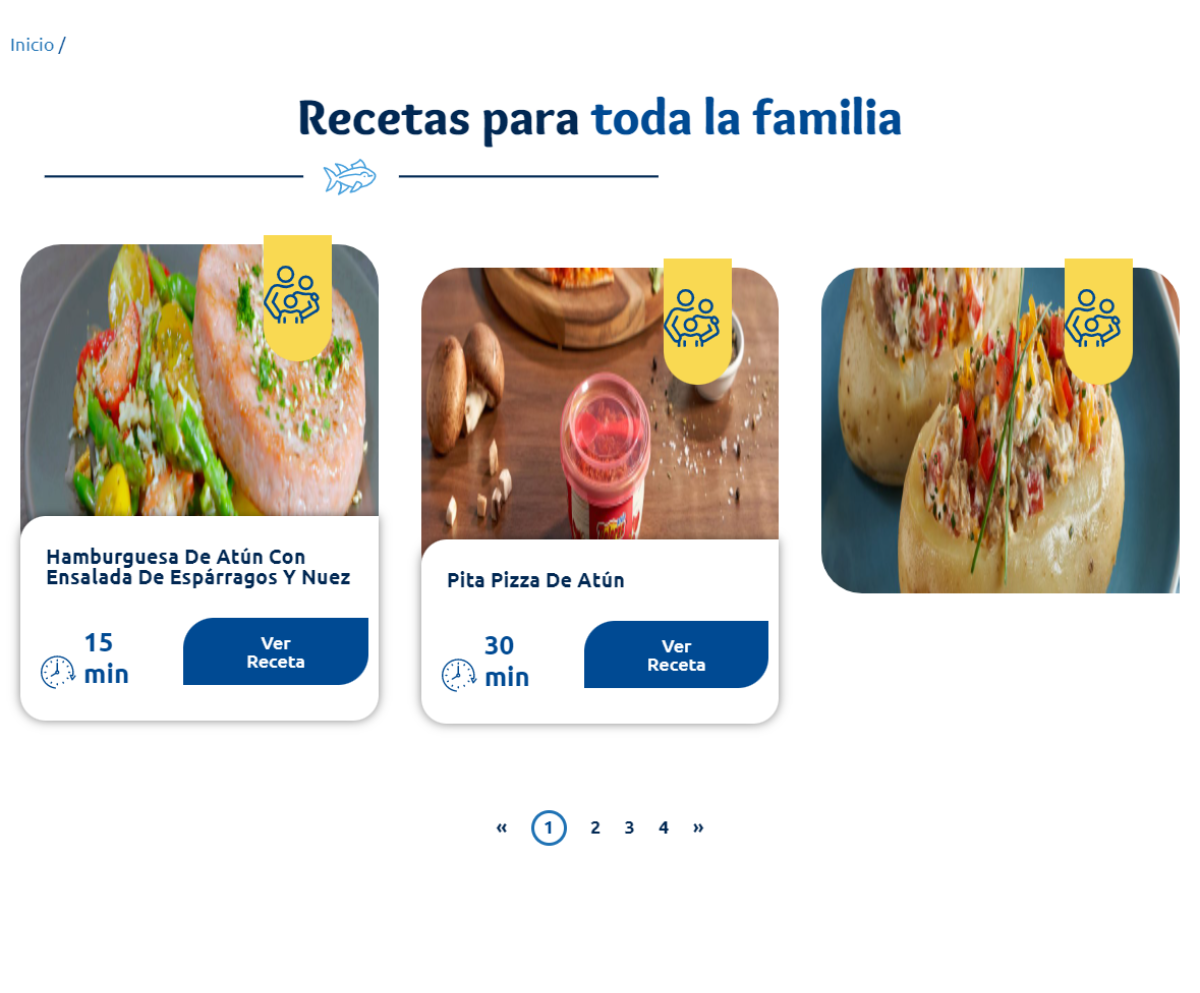 Inicio /
Recetas para toda la familia
Hamburguesa De Atún Con
Ensalada De Espárragos Y Nuez
15
min
Ver
Receta
Pita Pizza De Atún
30
min
Ver
Receta
« 1 2 3 4 »